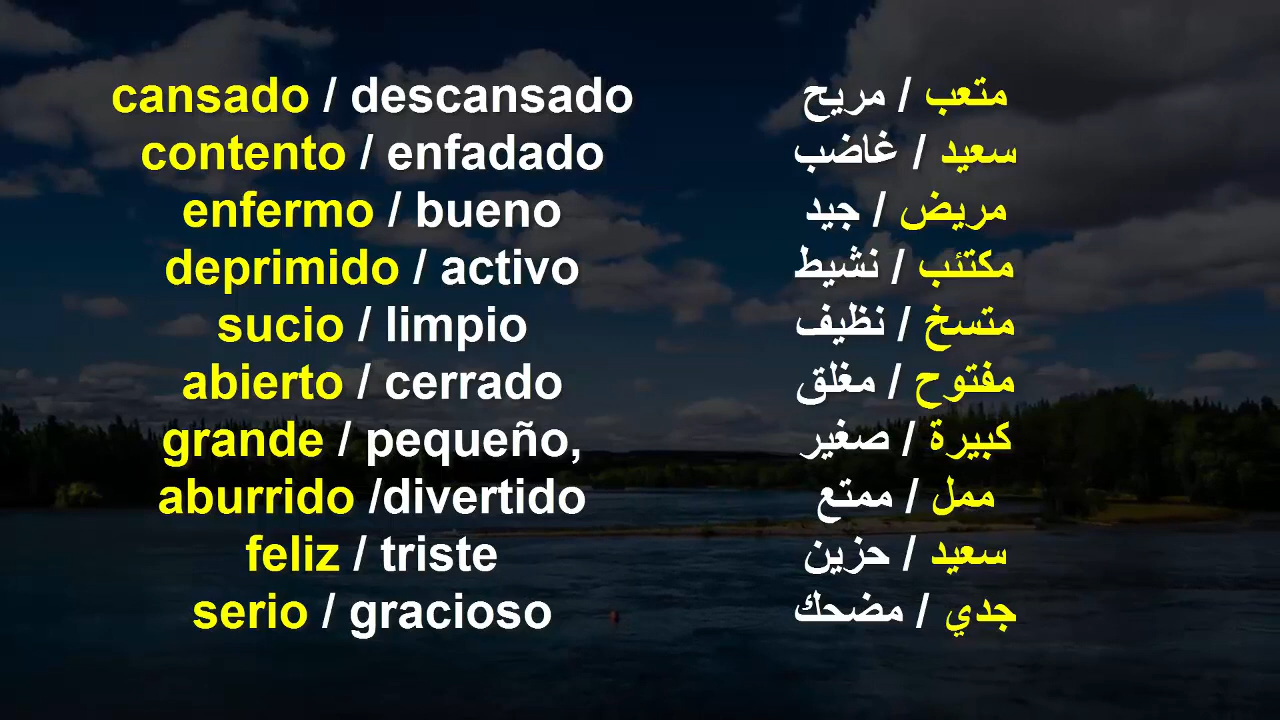 cansado / descansado
متعب / مريح
contento / enfadado
سعيد / غاضب
enfermo / bueno
مريض / جيد
deprimido / activo
مكتئب / نشيط
sucio / limpio
متسخ / نظيف
abierto / cerrado
مفتوح / مغلق
grande / pequeño,
كبيرة / صغير
aburrido /divertido
ممل / ممتع
feliz / triste
سعيد / حزين
serio / gracioso
جدي / مضحك